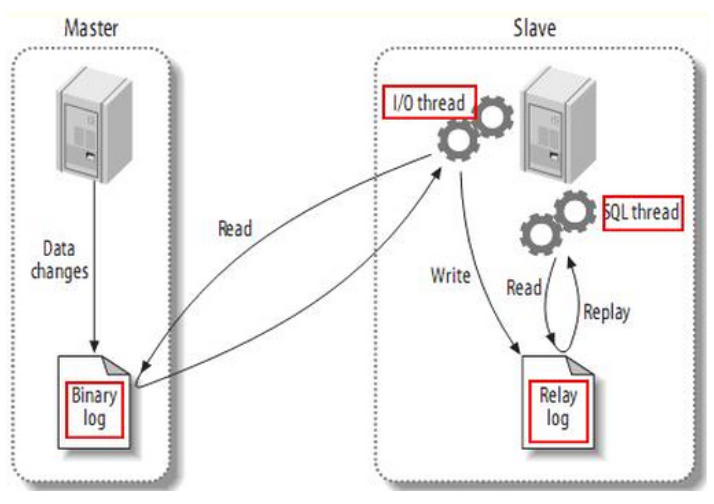 Master
Slave
I/O thread
SQL thread
Data
changes
Read
Write
Read
Replay
Binary
log
Relay
log